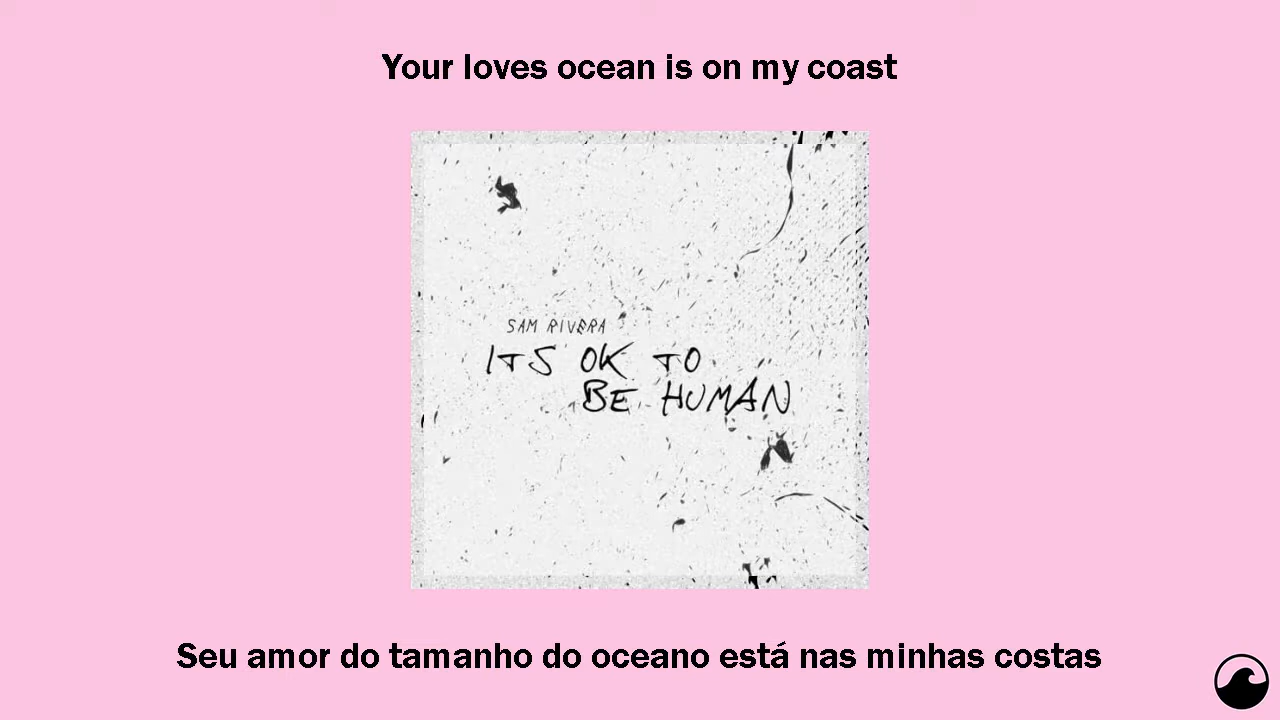 Your loves ocean is on my coast
SAM RIVERA
ITS OK TO
BE HUMAN
Seu amor do tamanho do oceano está nas minhas costas